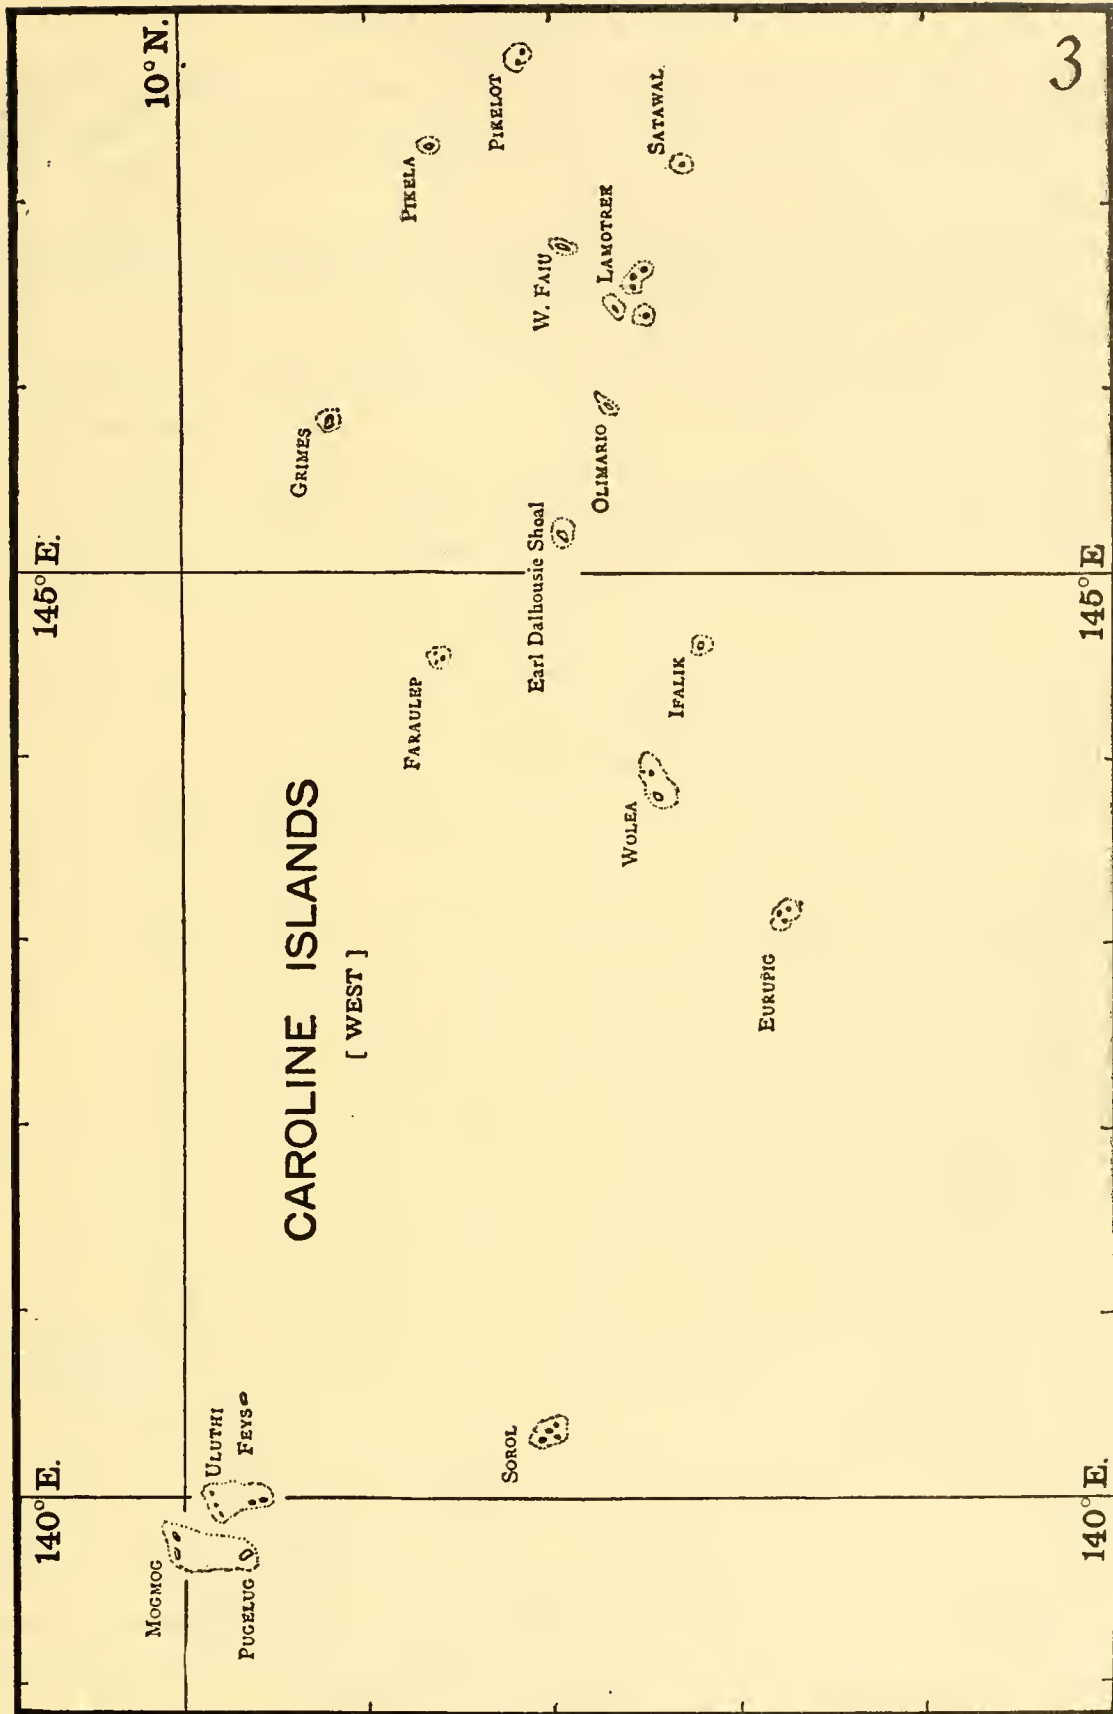 140° E.
145° E.
10° N.
MOGMOG
ULUTHI
FEYS
PUGELUG
CAROLINE ISLANDS
[ WEST ]
GRIMES
FARAULEP
PIKELA
PIKELOT
SOROL
Earl Dalhousie Shoal
W. FAIU
OLIMARIO
LAMOTREK
SATAWAL
WOLEA
IFALIK
EURUPIG
140° E.
145° E
3